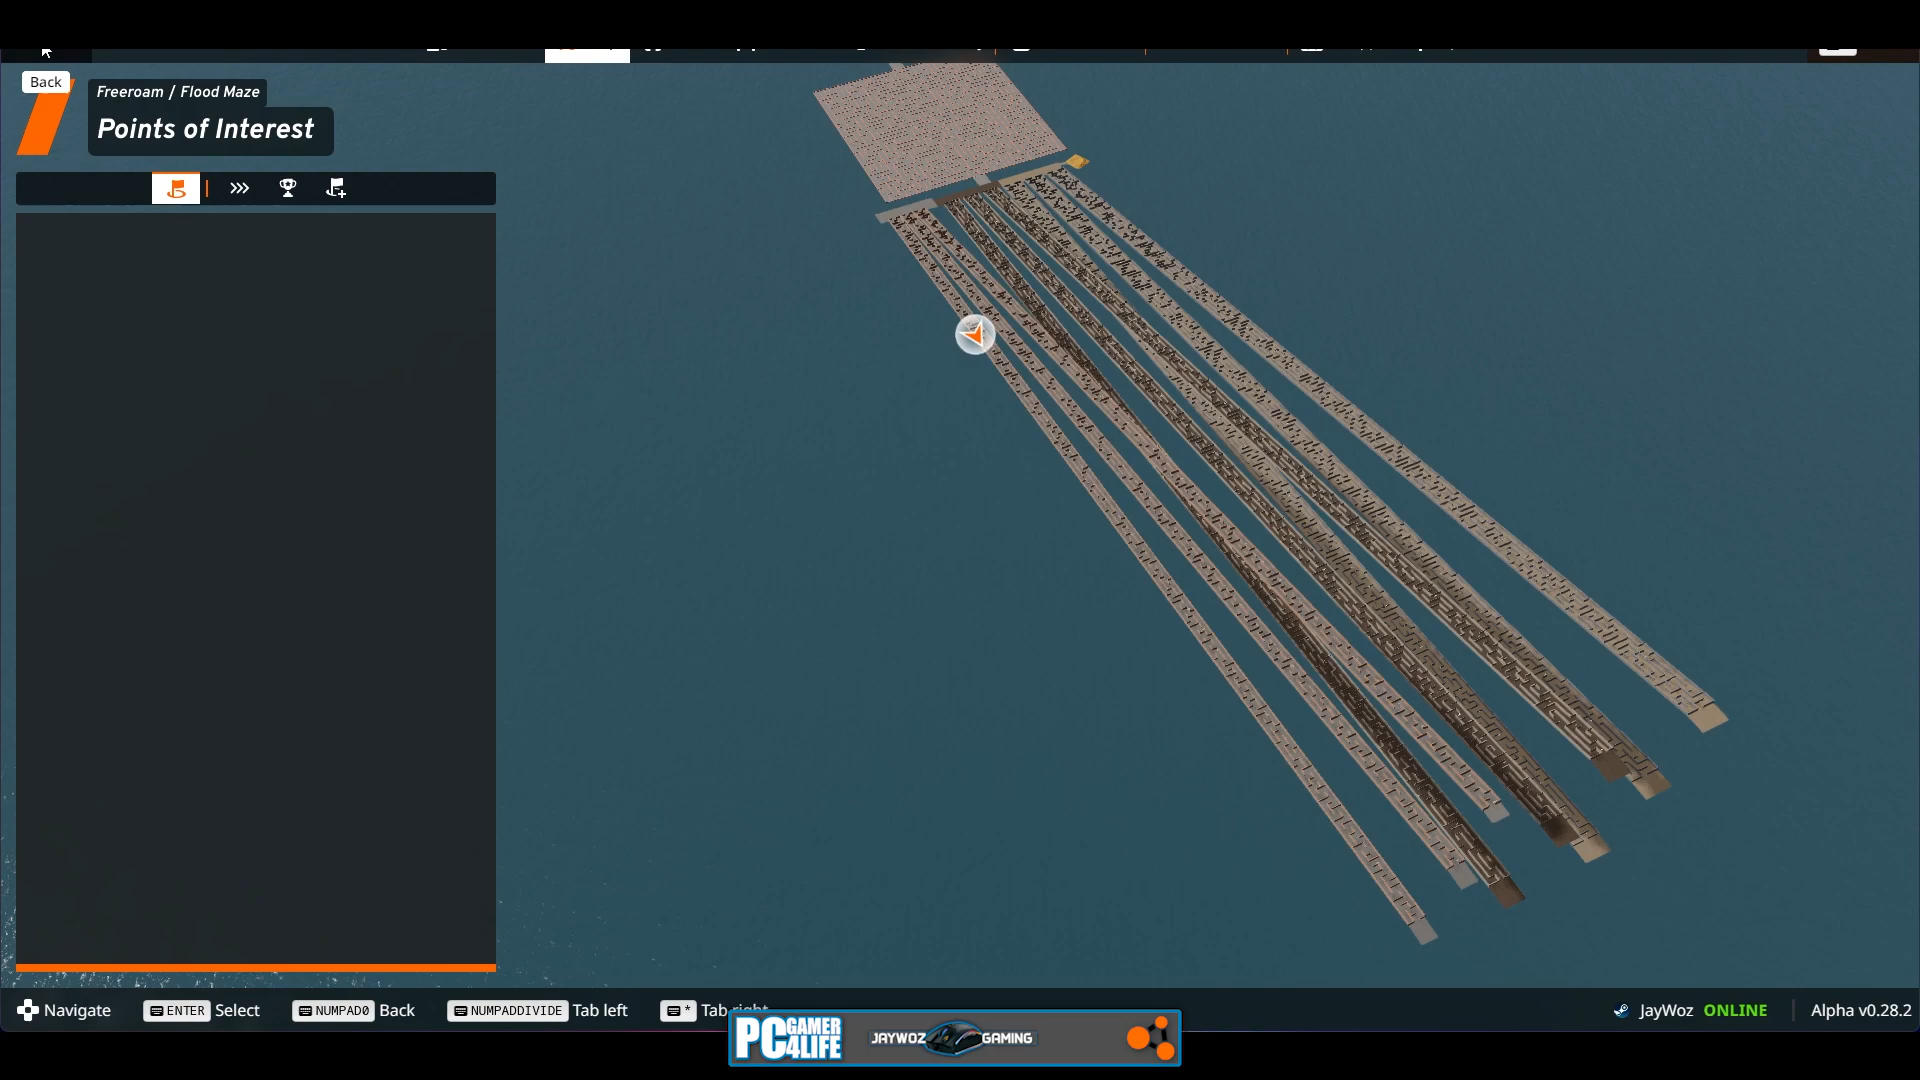 Back
Freeroam / Flood Maze
Points of Interest
Navigate
ENTER Select
NUMPAD0 Back
NUMPADDIVIDE Tab left
* Tab right
JayWoz ONLINE
Alpha v0.28.2
PC GAMER 4LIFE
JAYWOZ GAMING